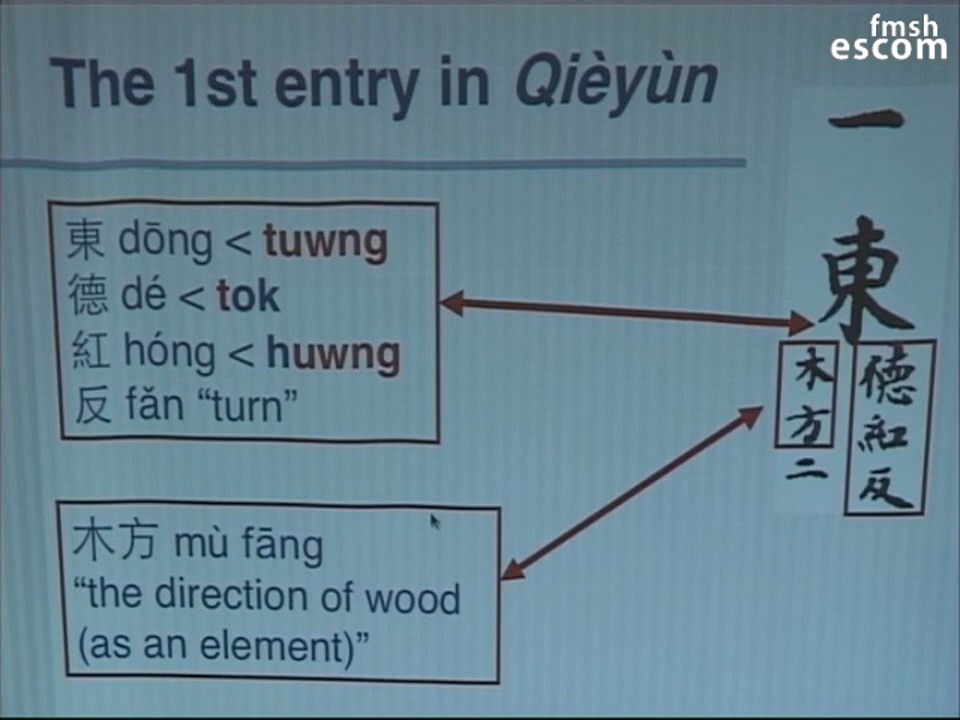 fmsh
escom
The 1st entry in Qièyùn
東 dōng < tuwng
德 dé < tok
紅 hóng < huwng
反 fǎn “turn”
木方 mù fāng
“the direction of wood
(as an element)”
一
東
德紅反
木方二